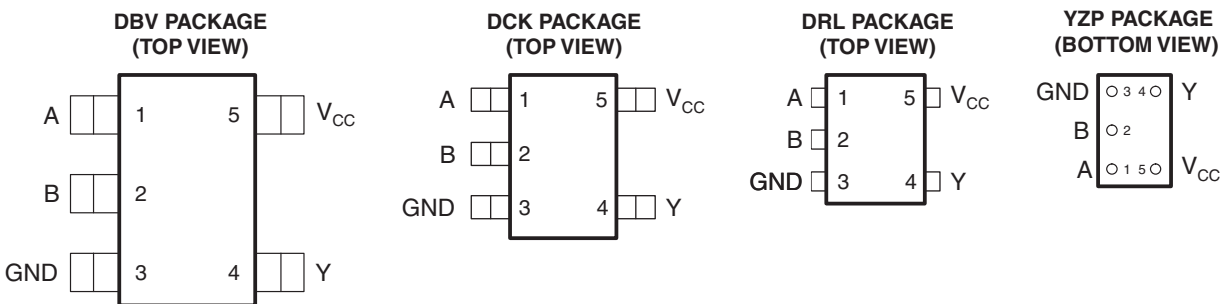 DBV PACKAGE
(TOP VIEW)
A 1 5 VCC
B 2
GND 3 4 Y
DCK PACKAGE
(TOP VIEW)
A 1 5 VCC
B 2
GND 3 4 Y
DRL PACKAGE
(TOP VIEW)
A 1 5 VCC
B 2
GND 3 4 Y
YZP PACKAGE
(BOTTOM VIEW)
GND 3 4 Y
B 2
A 1 5 VCC